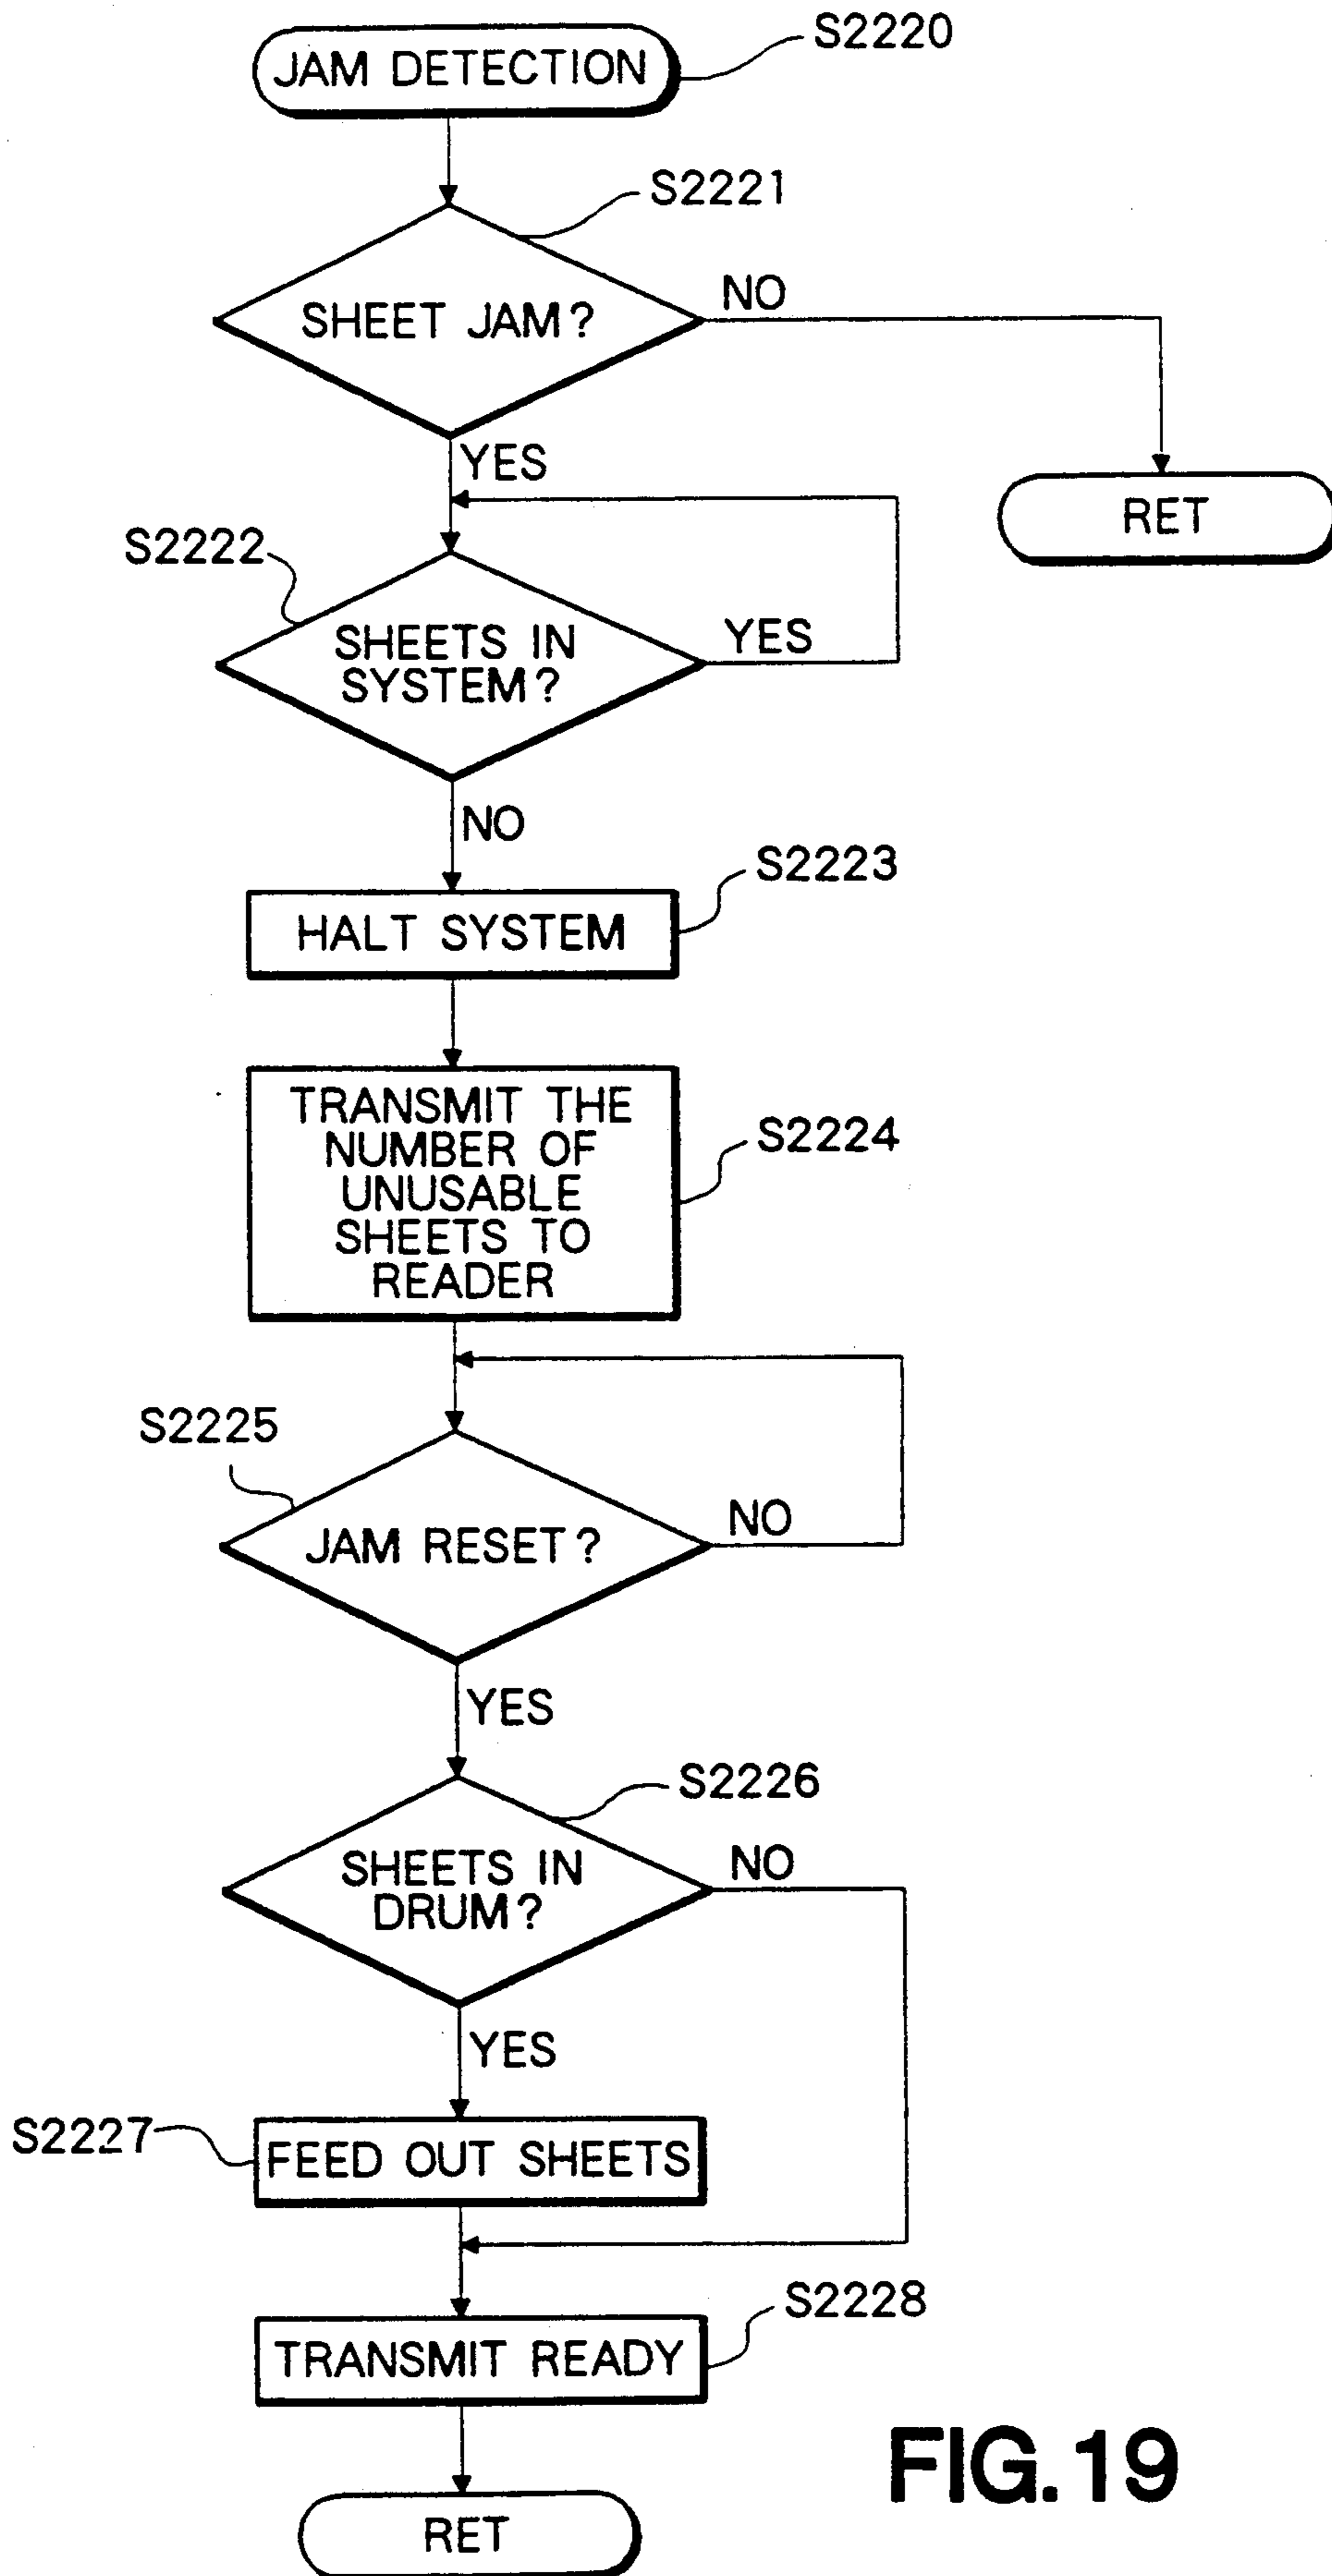 JAM DETECTION
S2220
S2221
SHEET JAM?
NO
YES
RET
S2222
SHEETS IN
SYSTEM?
YES
NO
S2223
HALT SYSTEM
TRANSMIT THE
NUMBER OF
UNUSABLE
SHEETS TO
READER
S2224
S2225
JAM RESET?
NO
YES
S2226
SHEETS IN
DRUM?
NO
YES
S2227
FEED OUT SHEETS
S2228
TRANSMIT READY
RET
FIG.19